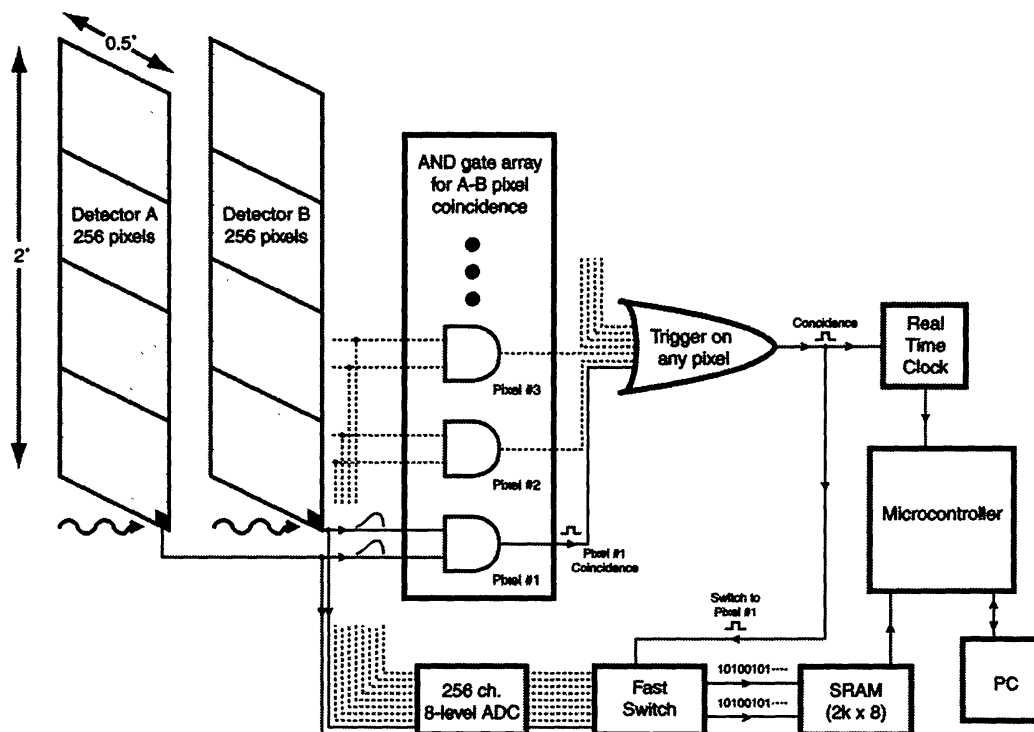 0.5°
2°
Detector A
256 pixels
Detector B
256 pixels
AND gate array
for A-B pixel
coincidence
Pixel #3
Pixel #2
Pixel #1
Pixel #1
Coincidence
Trigger on
any pixel
Concidence
Real
Time
Clock
Microcontroller
PC
Switch to
Pixel #1
256 ch.
8-level ADC
Fast
Switch
10100101----
10100101----
SRAM
(2k x 8)